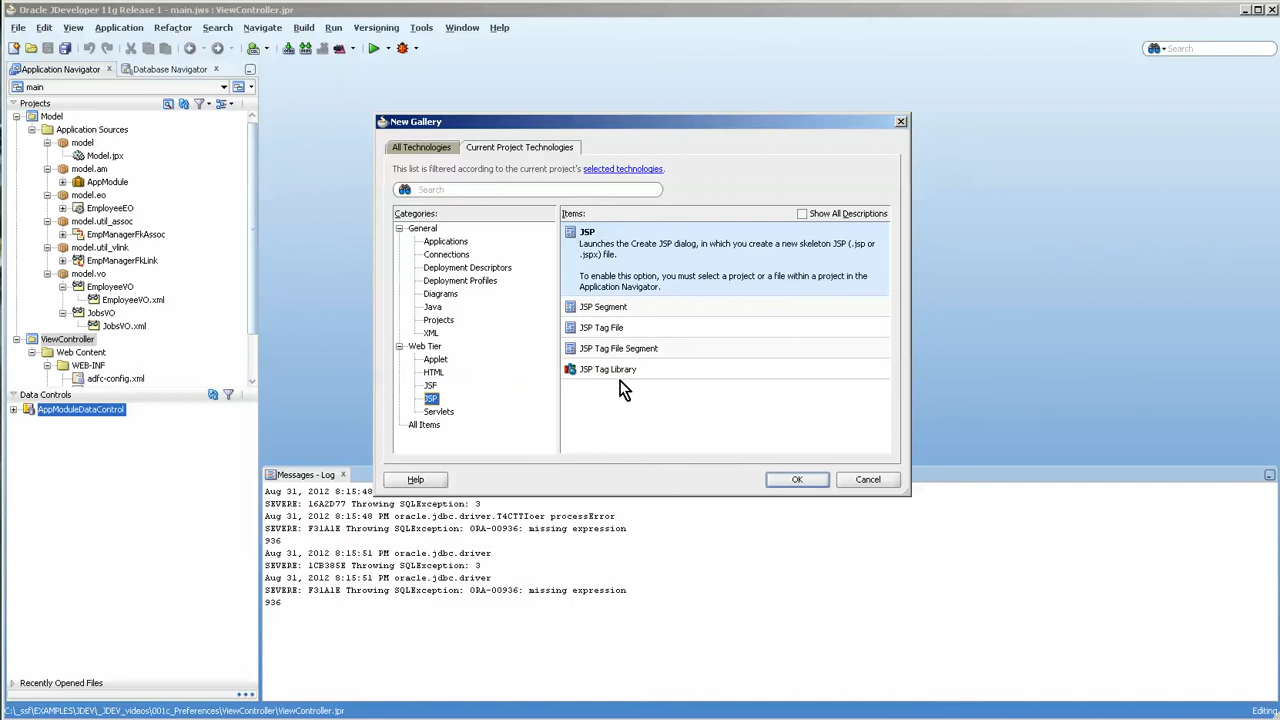 Oracle JDeveloper 11g Release 1 - main.jws : ViewController.jpr
File Edit View Application Refactor Search Navigate Build Run Versioning Tools Window Help
Search
Application Navigator
Database Navigator
main
Projects
Model
Application Sources
model
Model.jpx
model.am
AppModule
model.eo
EmployeeEO
model.util_assoc
EmpManagerFkAssoc
model.util_vlink
EmpManagerFkLink
model.vo
EmployeeVO
EmployeeVO.xml
JobsVO
JobsVO.xml
ViewController
Web Content
WEB-INF
adfc-config.xml
Data Controls
AppModuleDataControl
Recently Opened Files
New Gallery
All Technologies
Current Project Technologies
This list is filtered according to the current project's selected technologies.
Search
Categories:
General
Applications
Connections
Deployment Descriptors
Deployment Profiles
Diagrams
Java
Projects
XML
Web Tier
Applet
HTML
JSF
JSP
Servlets
All Items
Items:
Show All Descriptions
JSP
Launches the Create JSP dialog, in which you create a new skeleton JSP (.jsp or
.jspx) file.
To enable this option, you must select a project or a file within a project in the
Application Navigator.
JSP Segment
JSP Tag File
JSP Tag File Segment
JSP Tag Library
Help
OK
Cancel
Messages - Log
Aug 31, 2012 8:15:48
SEVERE: 16A2D77 Throwing SQLException: 3
Aug 31, 2012 8:15:48 PM oracle.jdbc.driver.T4CTTIoer processError
SEVERE: F31A1E Throwing SQLException: ORA-00936: missing expression
936
Aug 31, 2012 8:15:51 PM oracle.jdbc.driver
SEVERE: 1CB385E Throwing SQLException: 3
Aug 31, 2012 8:15:51 PM oracle.jdbc.driver
SEVERE: F31A1E Throwing SQLException: ORA-00936: missing expression
936
C:\_ssf\EXAMPLES\JDEV\_JDEV_videos\001c_Preferences\ViewController\ViewController.jpr
Editing